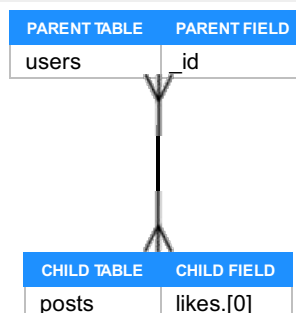 PARENT TABLE PARENT FIELD
users _id
CHILD TABLE CHILD FIELD
posts likes.[0]